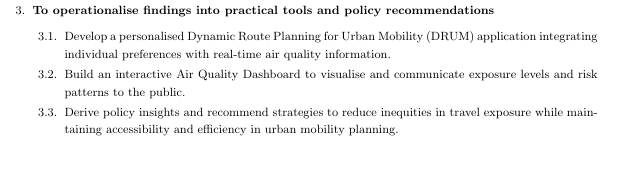 3. To operationalise findings into practical tools and policy recommendations
3.1. Develop a personalised Dynamic Route Planning for Urban Mobility (DRUM) application integrating
individual preferences with real-time air quality information.
3.2. Build an interactive Air Quality Dashboard to visualise and communicate exposure levels and risk
patterns to the public.
3.3. Derive policy insights and recommend strategies to reduce inequities in travel exposure while main-
taining accessibility and efficiency in urban mobility planning.